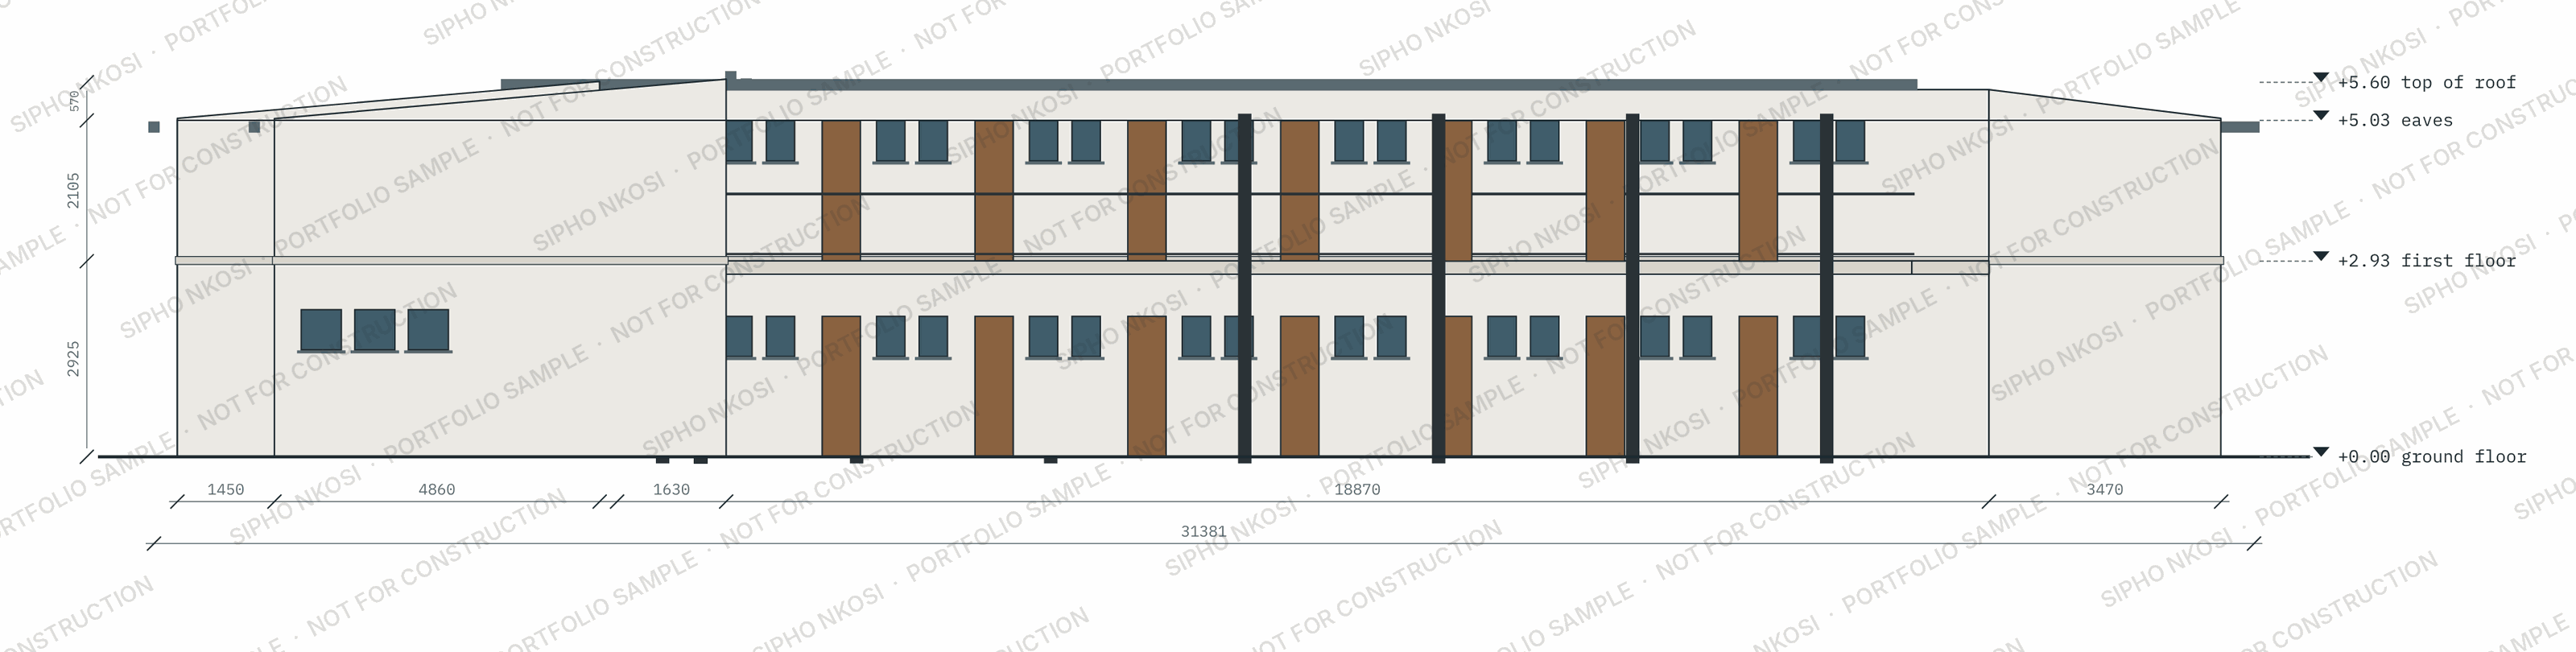 SIPHO NKOSI · PORTFOLIO SAMPLE · NOT FOR CONSTRUCTION
+5.60 top of roof
570
+5.03 eaves
2105
+2.93 first floor
2925
+0.00 ground floor
1450
4860
1630
18870
3470
31381